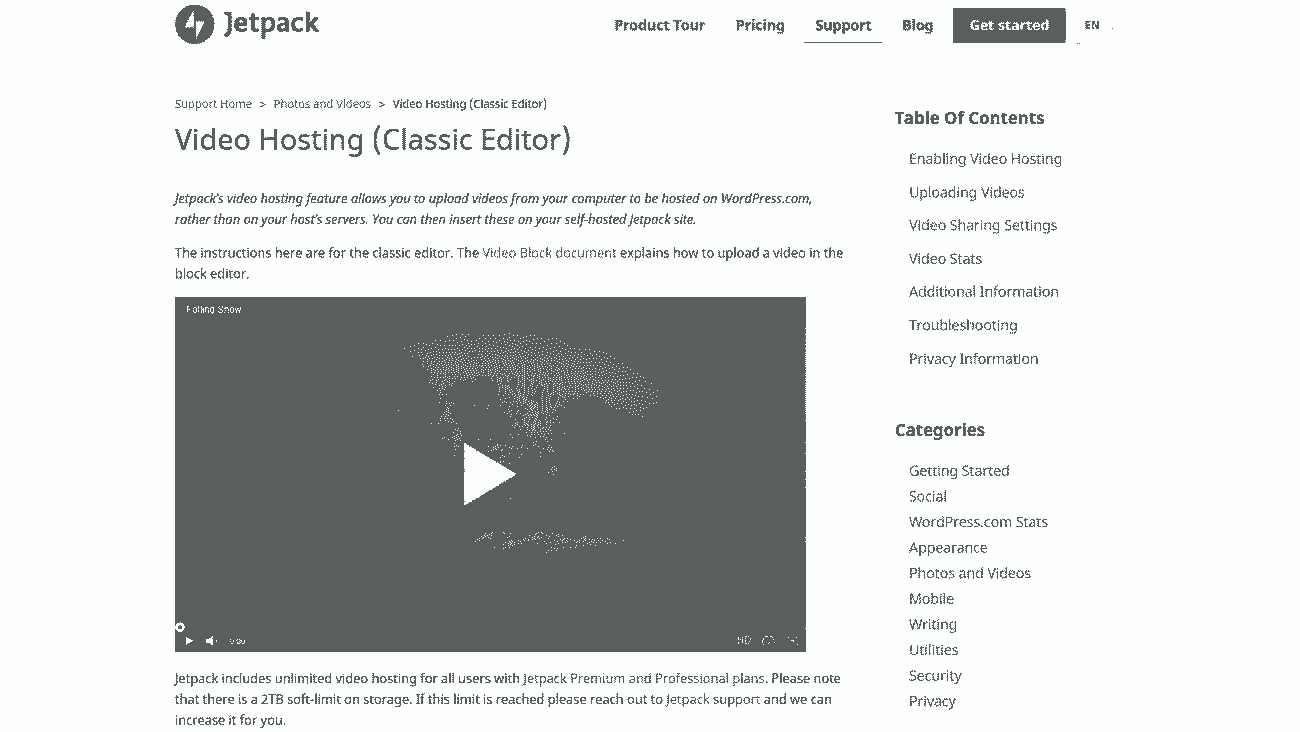 Jetpack
Product Tour Pricing Support Blog Get started EN
Support Home > Photos and Videos > Video Hosting (Classic Editor)
Video Hosting (Classic Editor)
Jetpack's video hosting feature allows you to upload videos from your computer to be hosted on WordPress.com,
rather than on your host's servers. You can then insert these on your self-hosted Jetpack site.
The instructions here are for the classic editor. The Video Block document explains how to upload a video in the
block editor.
Falling Snow
0:00 HD
Jetpack includes unlimited video hosting for all users with Jetpack Premium and Professional plans. Please note
that there is a 2TB soft-limit on storage. If this limit is reached please reach out to Jetpack support and we can
increase it for you.
Table Of Contents
Enabling Video Hosting
Uploading Videos
Video Sharing Settings
Video Stats
Additional Information
Troubleshooting
Privacy Information
Categories
Getting Started
Social
WordPress.com Stats
Appearance
Photos and Videos
Mobile
Writing
Utilities
Security
Privacy